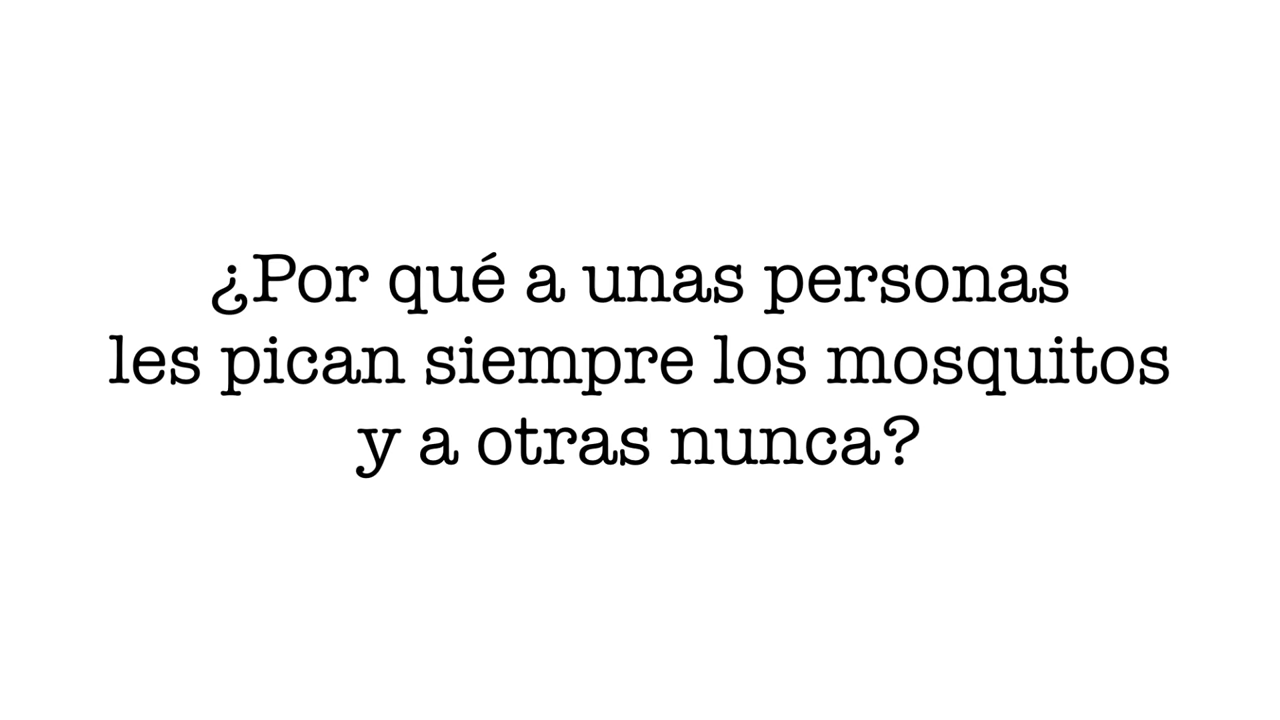 ¿Por qué a unas personas
les pican siempre los mosquitos
y a otras nunca?